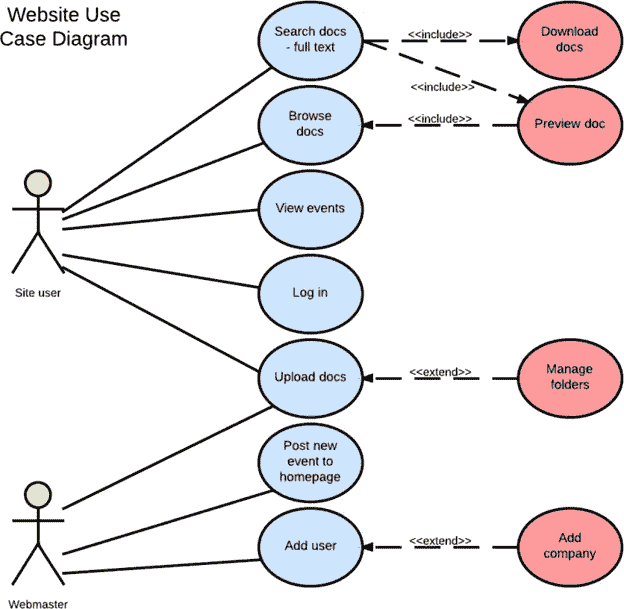 Website Use
Case Diagram
Search docs
- full text
<<include>>
Download
docs
<<include>>
Browse
docs
<<include>>
Preview doc
View events
Site user
Log in
Upload docs
<<extend>>
Manage
folders
Post new
event to
homepage
Add user
<<extend>>
Add
company
Webmaster